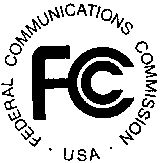 FEDERAL COMMUNICATIONS COMMISSION
· USA ·
FCC